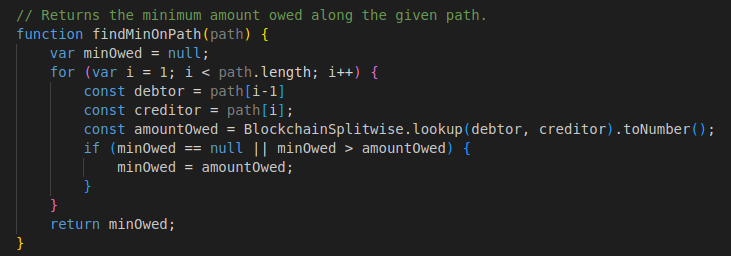 // Returns the minimum amount owed along the given path.
function findMinOnPath(path) {
    var minOwed = null;
    for (var i = 1; i < path.length; i++) {
        const debtor = path[i-1]
        const creditor = path[i];
        const amountOwed = BlockchainSplitwise.lookup(debtor, creditor).toNumber();
        if (minOwed == null || minOwed > amountOwed) {
            minOwed = amountOwed;
        }
    }
    return minOwed;
}